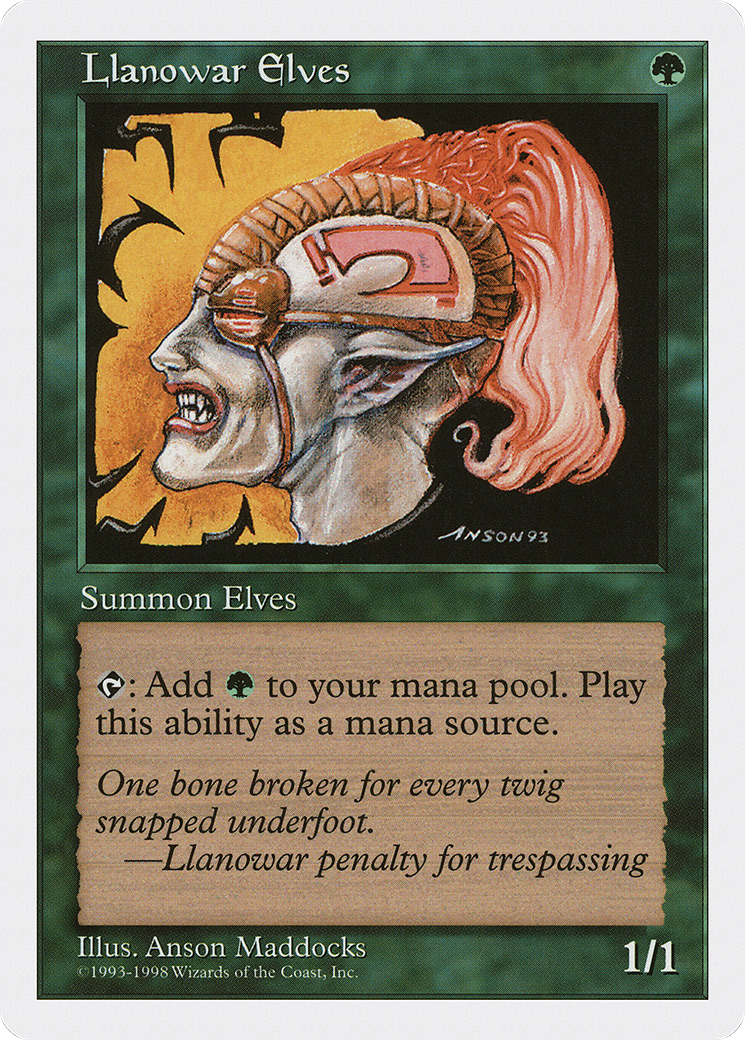 Llanowar Elves
ANSON 93
Summon Elves
: Add to your mana pool. Play
this ability as a mana source.
One bone broken for every twig
snapped underfoot.
—Llanowar penalty for trespassing
Illus. Anson Maddocks
©1993-1998 Wizards of the Coast, Inc.
1/1